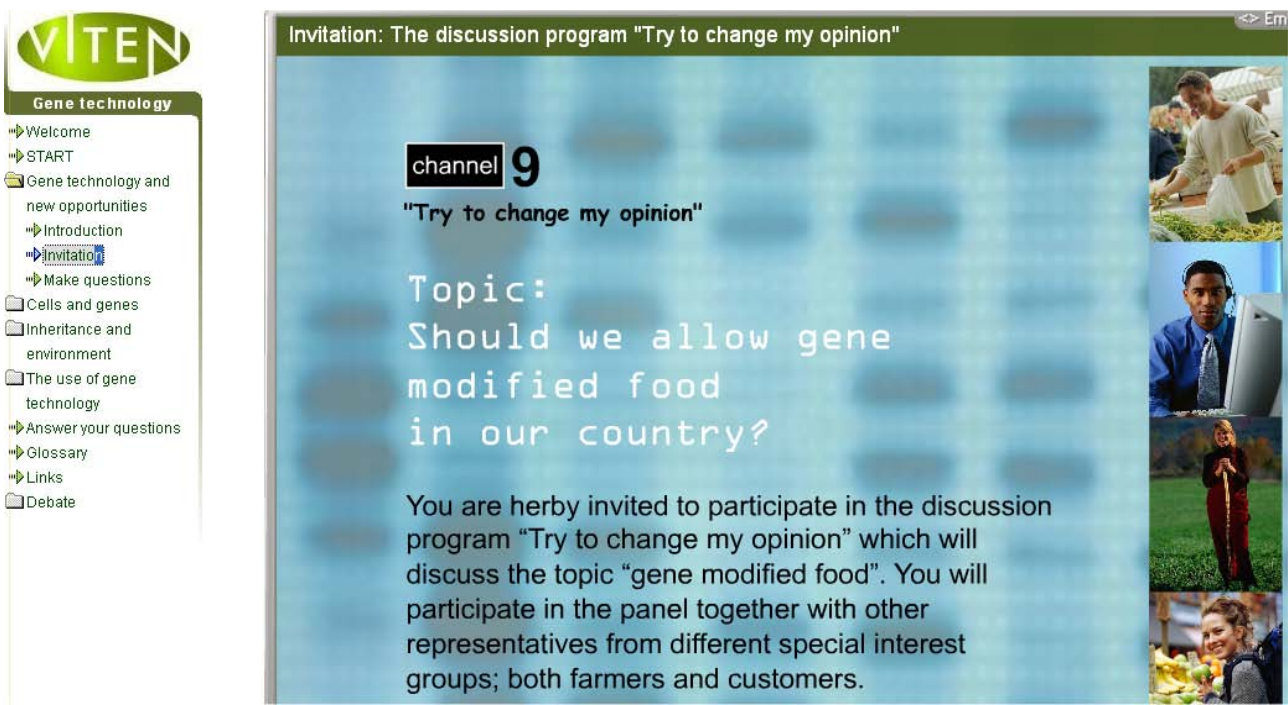 VITEN
Gene technology
Welcome
START
Gene technology and
new opportunities
Introduction
Invitation
Make questions
Cells and genes
Inheritance and
environment
The use of gene
technology
Answer your questions
Glossary
Links
Debate
<> Em
Invitation: The discussion program "Try to change my opinion"
channel 9
"Try to change my opinion"
Topic:
Should we allow gene
modified food
in our country?
You are herby invited to participate in the discussion
program “Try to change my opinion” which will
discuss the topic “gene modified food”. You will
participate in the panel together with other
representatives from different special interest
groups; both farmers and customers.